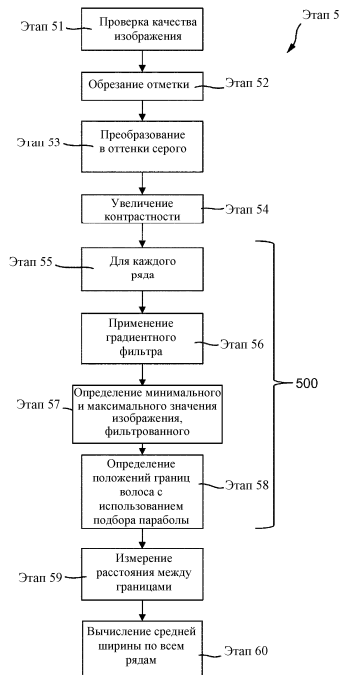 Этап 51
Проверка качества
изображения
Этап 5
Обрезание отметки
Этап 52
Этап 53
Преобразование
в оттенки серого
Увеличение
контрастности
Этап 54
Этап 55
Для каждого
ряда
Применение
градиентного
фильтра
Этап 56
500
Этап 57
Определение минимального
и максимального значения
изображения,
фильтрованного
Определение
положений границ
волоса с
использованием
подбора параболы
Этап 58
Этап 59
Измерение
расстояния между
границами
Вычисление средней
ширины по всем
рядам
Этап 60